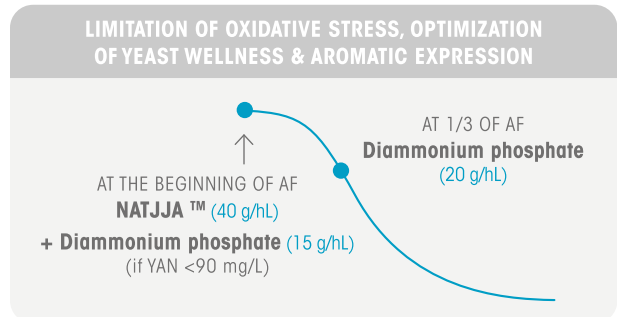 LIMITATION OF OXIDATIVE STRESS, OPTIMIZATION
OF YEAST WELLNESS & AROMATIC EXPRESSION
AT 1/3 OF AF
Diammonium phosphate
(20 g/hL)
AT THE BEGINNING OF AF
NATJJA ™ (40 g/hL)
+ Diammonium phosphate (15 g/hL)
(if YAN <90 mg/L)